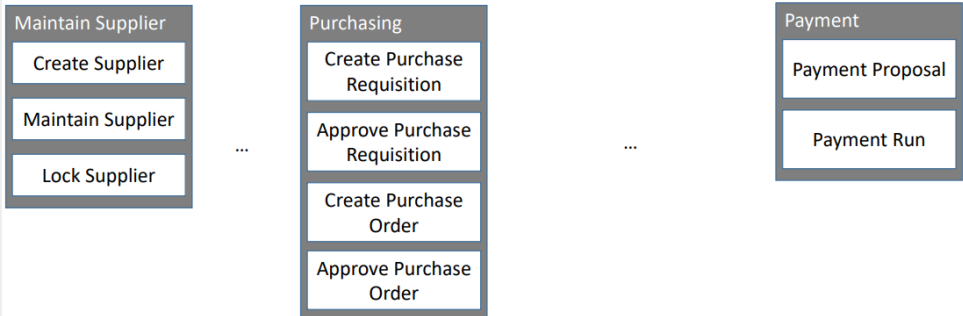 Maintain Supplier
Create Supplier
Maintain Supplier
Lock Supplier
...
Purchasing
Create Purchase
Requisition
Approve Purchase
Requisition
Create Purchase
Order
Approve Purchase
Order
...
Payment
Payment Proposal
Payment Run